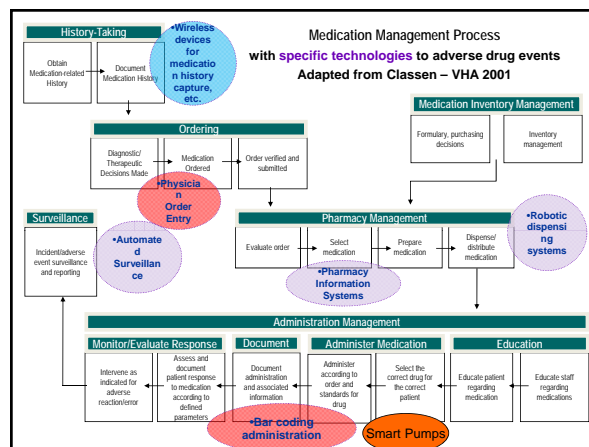 Medication Management Process
with specific technologies to adverse drug events
Adapted from Classen – VHA 2001
History-Taking
Obtain
Medication-related
History
Document
Medication History
•Wireless
devices
for
medicatio
n history
capture,
etc.
Medication Inventory Management
Formulary, purchasing
decisions
Inventory
management
Ordering
Diagnostic/
Therapeutic
Decisions Made
Medication
Ordered
Order verified and
submitted
•Physicia
n
Order
Entry
Surveillance
Incident/adverse
event surveillance
and reporting
•Automate
d
Surveillan
ce
Pharmacy Management
Evaluate order
Select
medication
Prepare medication
Dispense/
distribute
medication
•Robotic
dispensi
ng
systems
•Pharmacy
Information
Systems
Administration Management
Monitor/Evaluate Response
Intervene as
indicated for
adverse
reaction/error
Assess and
document
patient response
to medication
according to
defined
parameters
Document
Document
administration
and associated
information
Administer Medication
Administer
according to
order and
standards for
drug
Select the
correct drug for
the correct
patient
Education
Educate patient
regarding
medication
Educate staff
regarding
medications
•Bar coding
administration
Smart Pumps